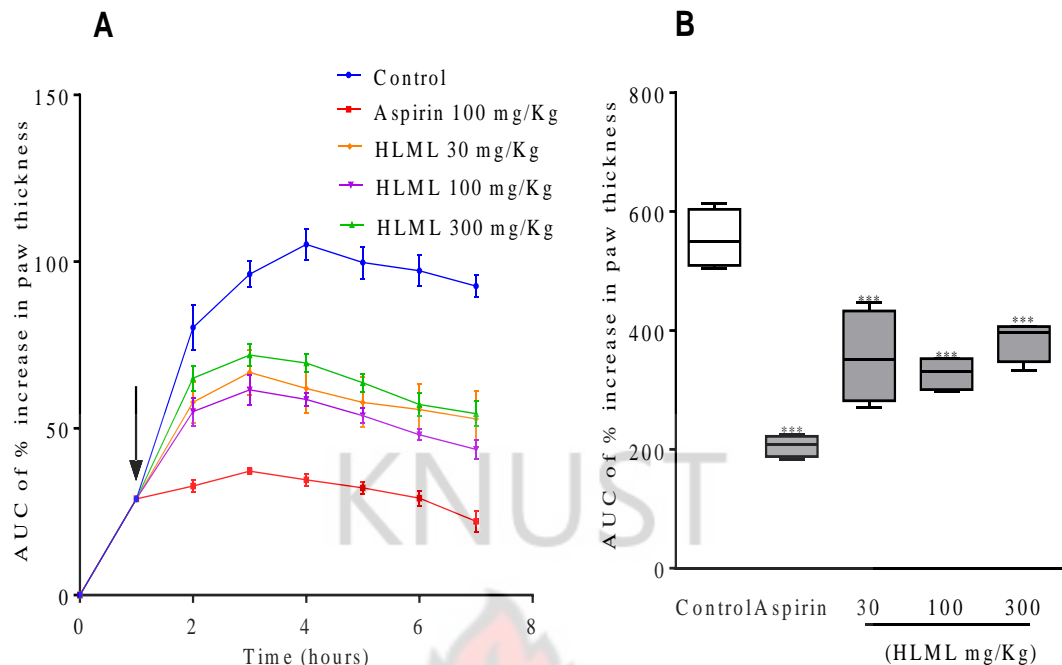 A
AUC of % increase in paw thickness
150
100
50
0
0 2 4 6 8
Time (hours)
Control
Aspirin 100 mg/Kg
HLML 30 mg/Kg
HLML 100 mg/Kg
HLML 300 mg/Kg
B
AUC of % increase in paw thickness
800
600
400
200
0
***
***
***
***
Control Aspirin 30 100 300
(HLML mg/Kg)
KNUST